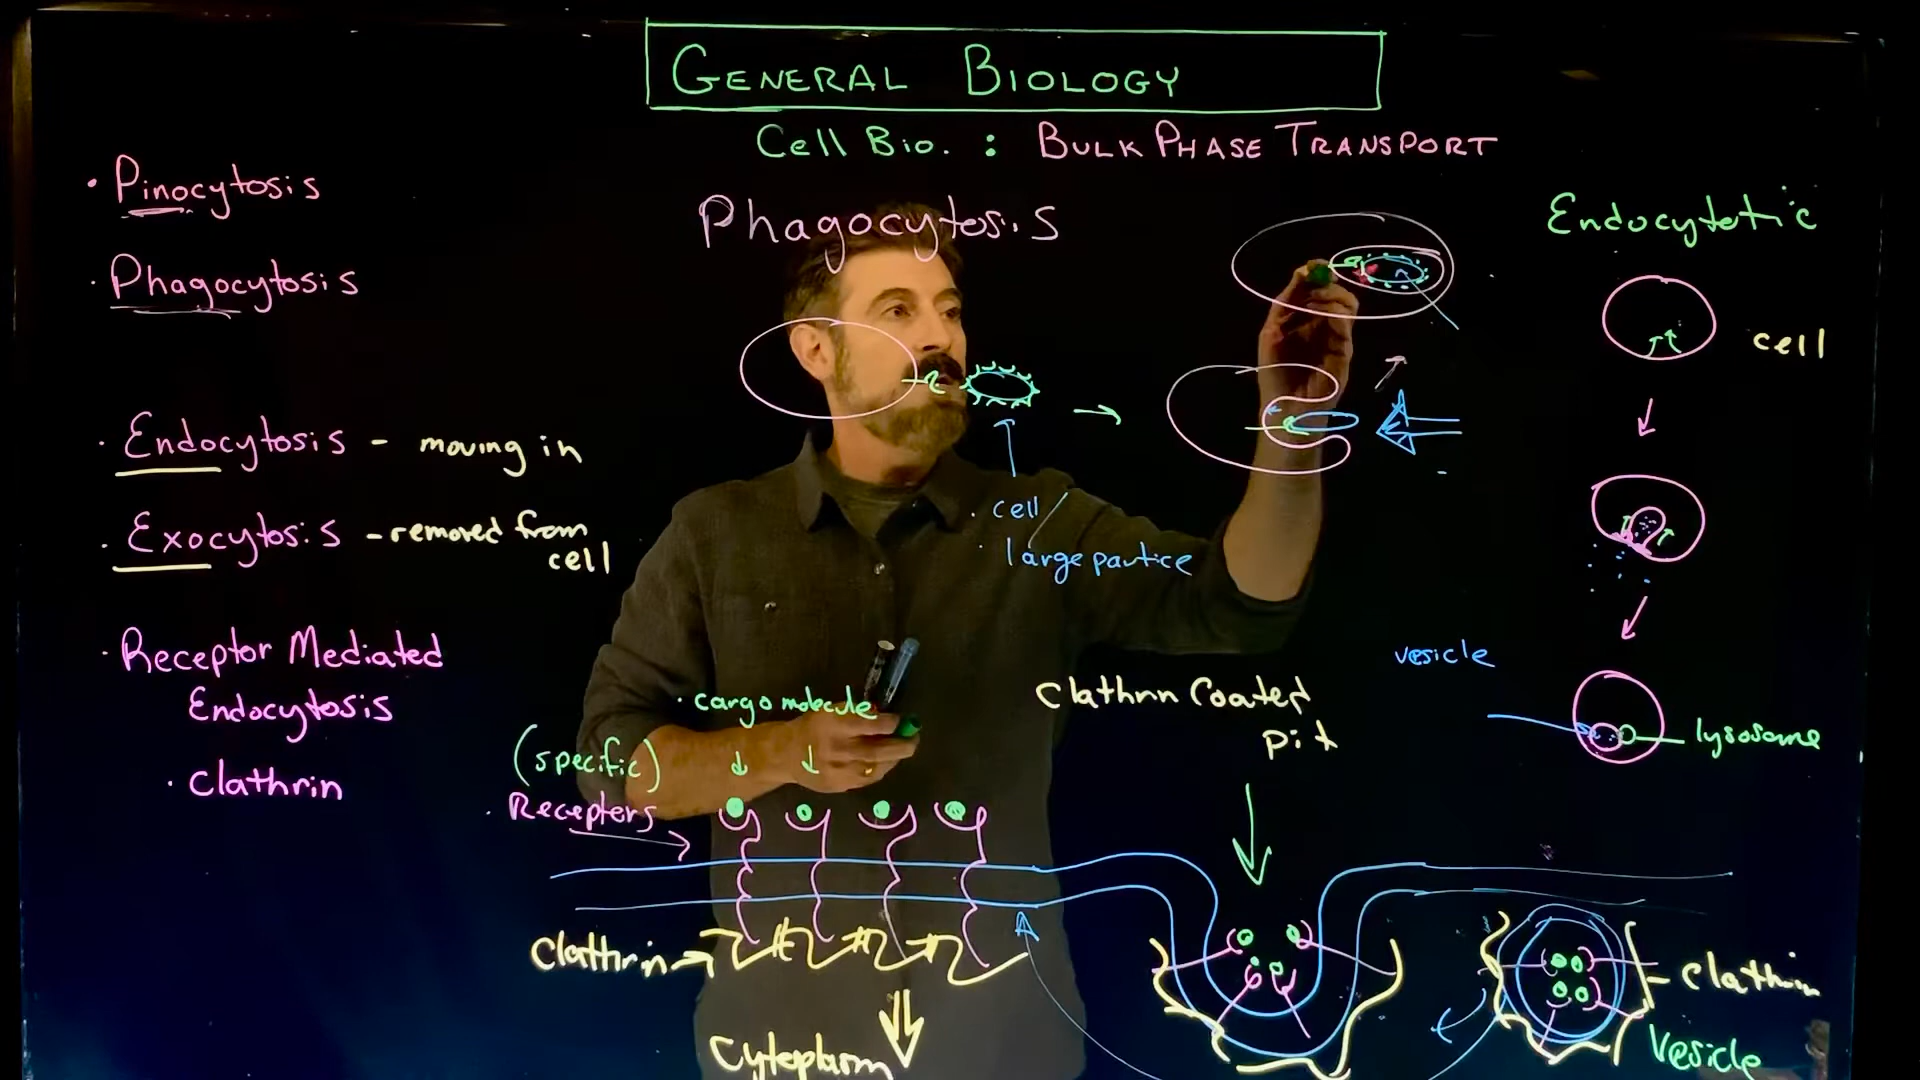 GENERAL BIOLOGY
Cell Bio. : BULK PHASE TRANSPORT
• Pinocytosis
• Phagocytosis
• Endocytosis - moving in
• Exocytosis - removed from
cell
• Receptor Mediated
Endocytosis
• Clathrin
Phagocytosis
• cell
• large partice
Endocytotic
cell
vesicle
lysosome
• cargo molecule
(specific)
• Receptors
Clathrin
Cytoplasm
Clathrin Coated
pit
Clathrin
Vesicle